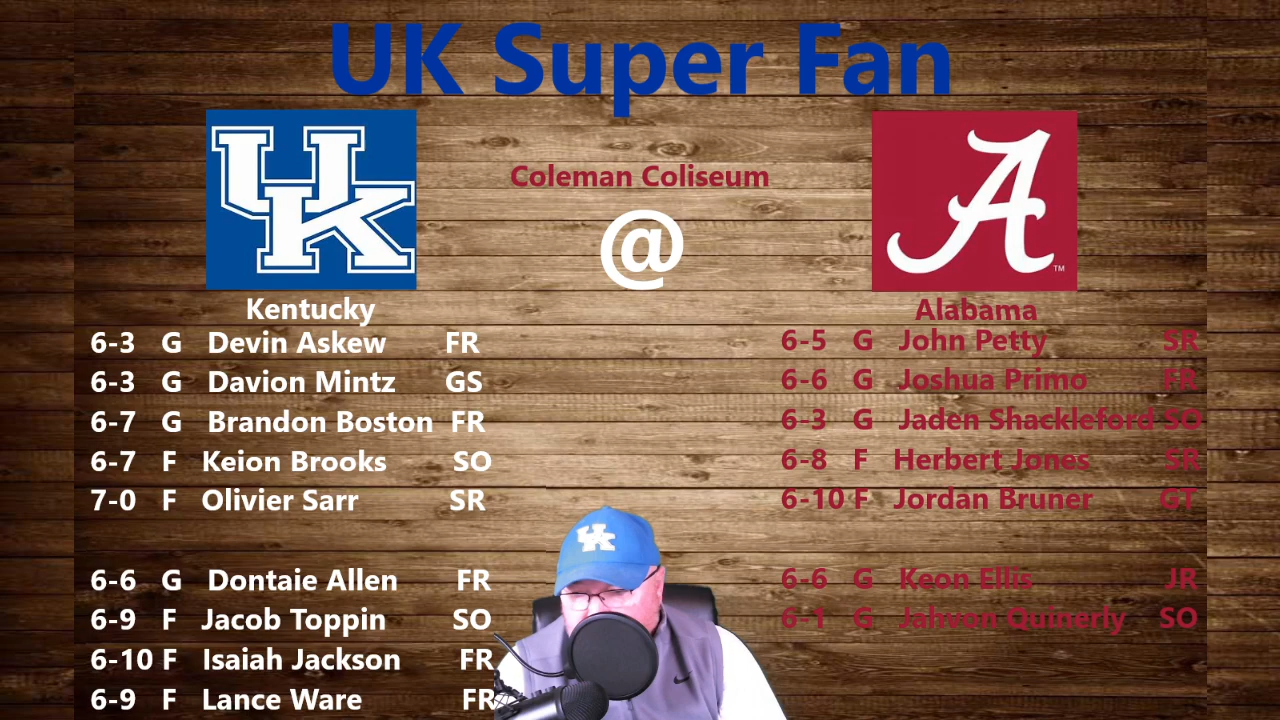 UK Super Fan
UK
Coleman Coliseum
@
A
TM
Kentucky
6-3 G Devin Askew FR
6-3 G Davion Mintz GS
6-7 G Brandon Boston FR
6-7 F Keion Brooks SO
7-0 F Olivier Sarr SR
6-6 G Dontaie Allen FR
6-9 F Jacob Toppin SO
6-10 F Isaiah Jackson FR
6-9 F Lance Ware FR
Alabama
6-5 G John Petty SR
6-6 G Joshua Primo FR
6-3 G Jaden Shackleford SO
6-8 F Herbert Jones SR
6-10 F Jordan Bruner GT
6-6 G Keon Ellis JR
6-1 G Jahvon Quinerly SO
UK